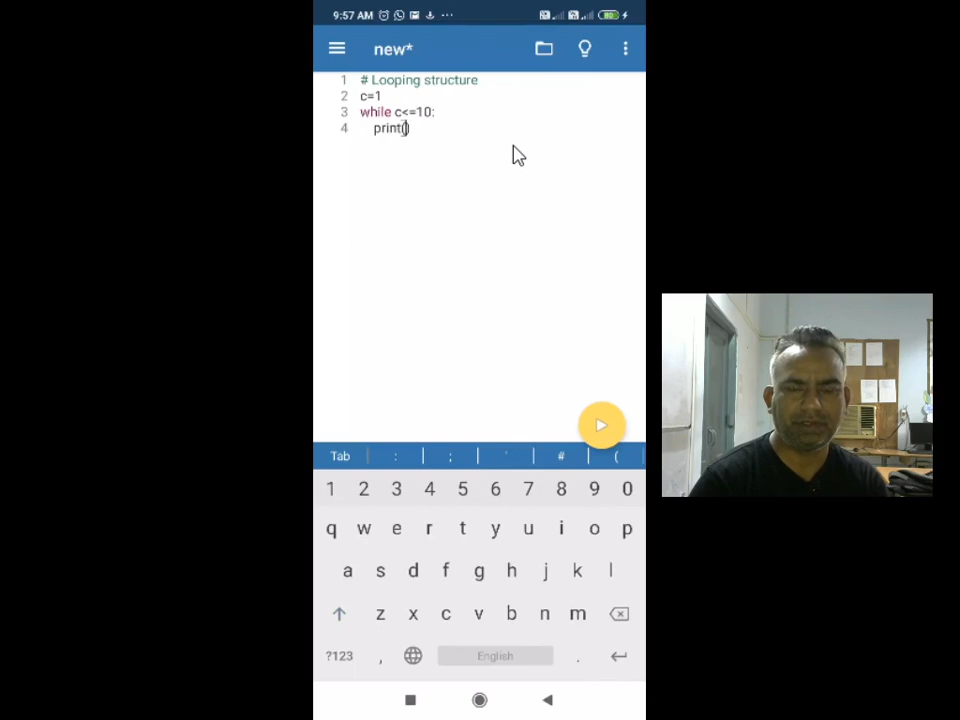 9:57 AM
new*
1 # Looping structure
2 c=1
3 while c<=10:
4 print()
Tab : ; ' # (
1 2 3 4 5 6 7 8 9 0
q w e r t y u i o p
a s d f g h j k l
z x c v b n m
?123 , English .